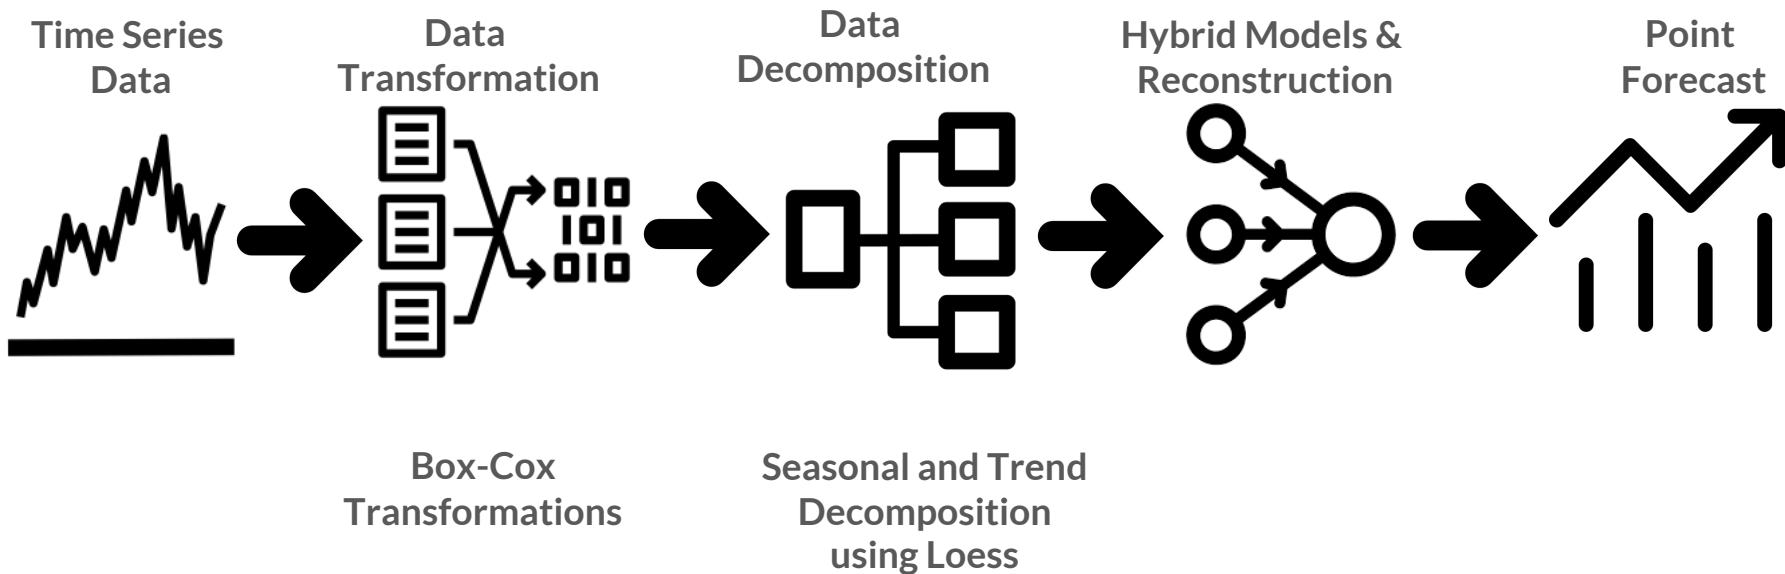 Time Series
Data
Data
Transformation
Data
Decomposition
Hybrid Models &
Reconstruction
Point
Forecast
010
101
010
Box-Cox
Transformations
Seasonal and Trend
Decomposition
using Loess